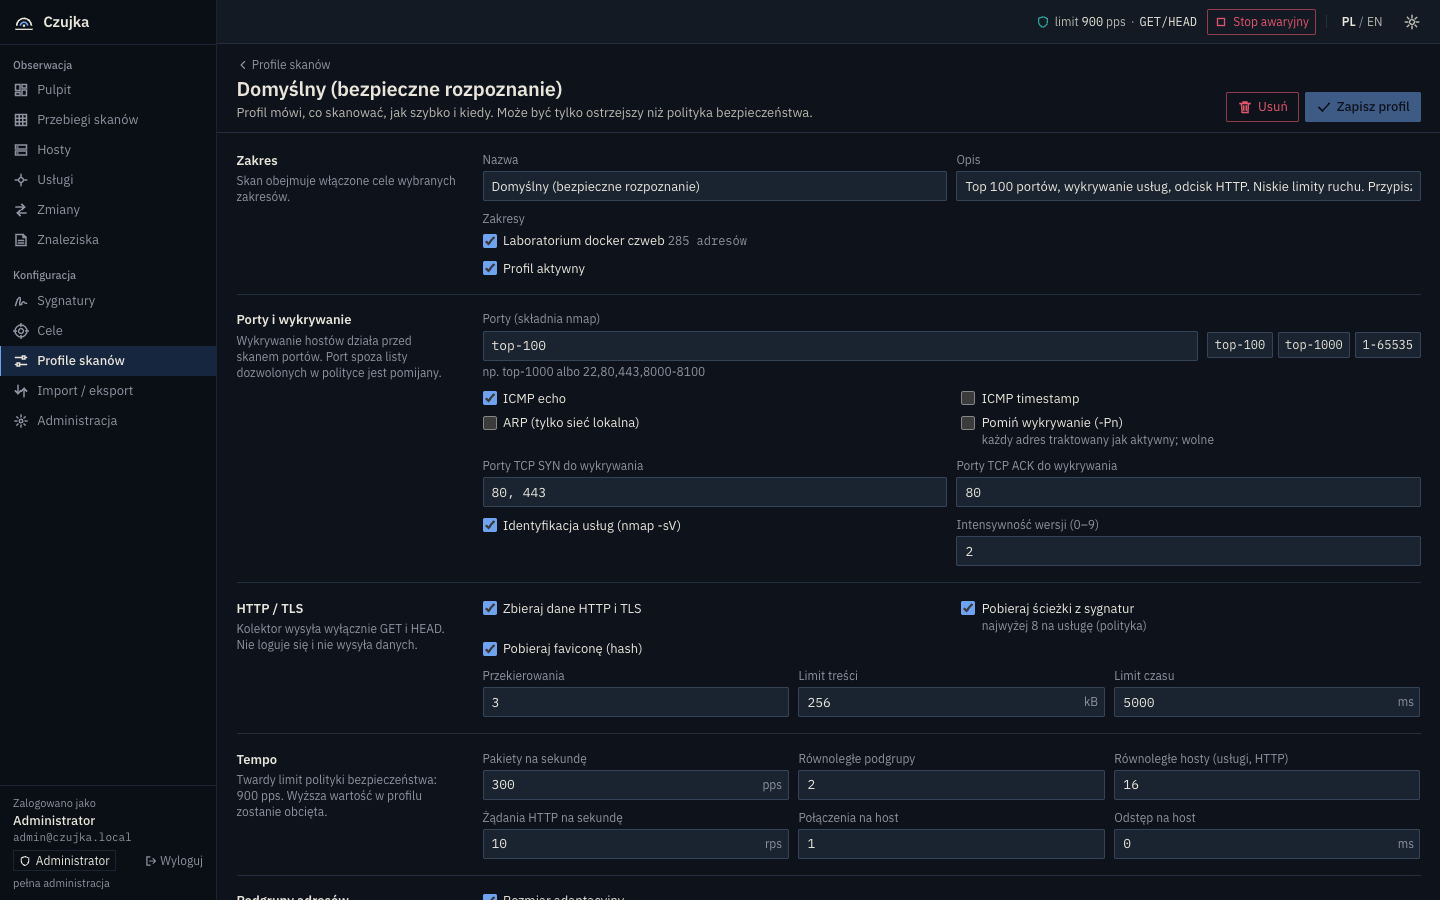 Czujka
limit 900 pps · GET/HEAD
Stop awaryjny
PL / EN
Obserwacja
Pulpit
Przebiegi skanów
Hosty
Usługi
Zmiany
Znaleziska
Konfiguracja
Sygnatury
Cele
Profile skanów
Import / eksport
Administracja
Zalogowano jako
Administrator
admin@czujka.local
Administrator
Wyloguj
pełna administracja
Profile skanów
Domyślny (bezpieczne rozpoznanie)
Profil mówi, co skanować, jak szybko i kiedy. Może być tylko ostrzejszy niż polityka bezpieczeństwa.
Usuń
Zapisz profil
Zakres
Skan obejmuje włączone cele wybranych
zakresów.
Nazwa
Domyślny (bezpieczne rozpoznanie)
Opis
Top 100 portów, wykrywanie usług, odcisk HTTP. Niskie limity ruchu. Przypisz
Zakresy
Laboratorium docker czweb 285 adresów
Profil aktywny
Porty i wykrywanie
Wykrywanie hostów działa przed
skanem portów. Port spoza listy
dozwolonych w polityce jest pomijany.
Porty (składnia nmap)
top-100
top-100
top-1000
1-65535
np. top-1000 albo 22,80,443,8000-8100
ICMP echo
ICMP timestamp
ARP (tylko sieć lokalna)
Pomiń wykrywanie (-Pn)
każdy adres traktowany jak aktywny; wolne
Porty TCP SYN do wykrywania
80, 443
Porty TCP ACK do wykrywania
80
Identyfikacja usług (nmap -sV)
Intensywność wersji (0–9)
2
HTTP / TLS
Kolektor wysyła wyłącznie GET i HEAD.
Nie loguje się i nie wysyła danych.
Zbieraj dane HTTP i TLS
Pobieraj ścieżki z sygnatur
najwyżej 8 na usługę (polityka)
Pobieraj faviconę (hash)
Przekierowania
3
Limit treści
256 kB
Limit czasu
5000 ms
Tempo
Twardy limit polityki bezpieczeństwa:
900 pps. Wyższa wartość w profilu
zostanie obcięta.
Pakiety na sekundę
300 pps
Równoległe podgrupy
2
Równoległe hosty (usługi, HTTP)
16
Żądania HTTP na sekundę
10 rps
Połączenia na host
1
Odstęp na host
0 ms
Podgrupy adresów
Rozmiar adaptacyjny